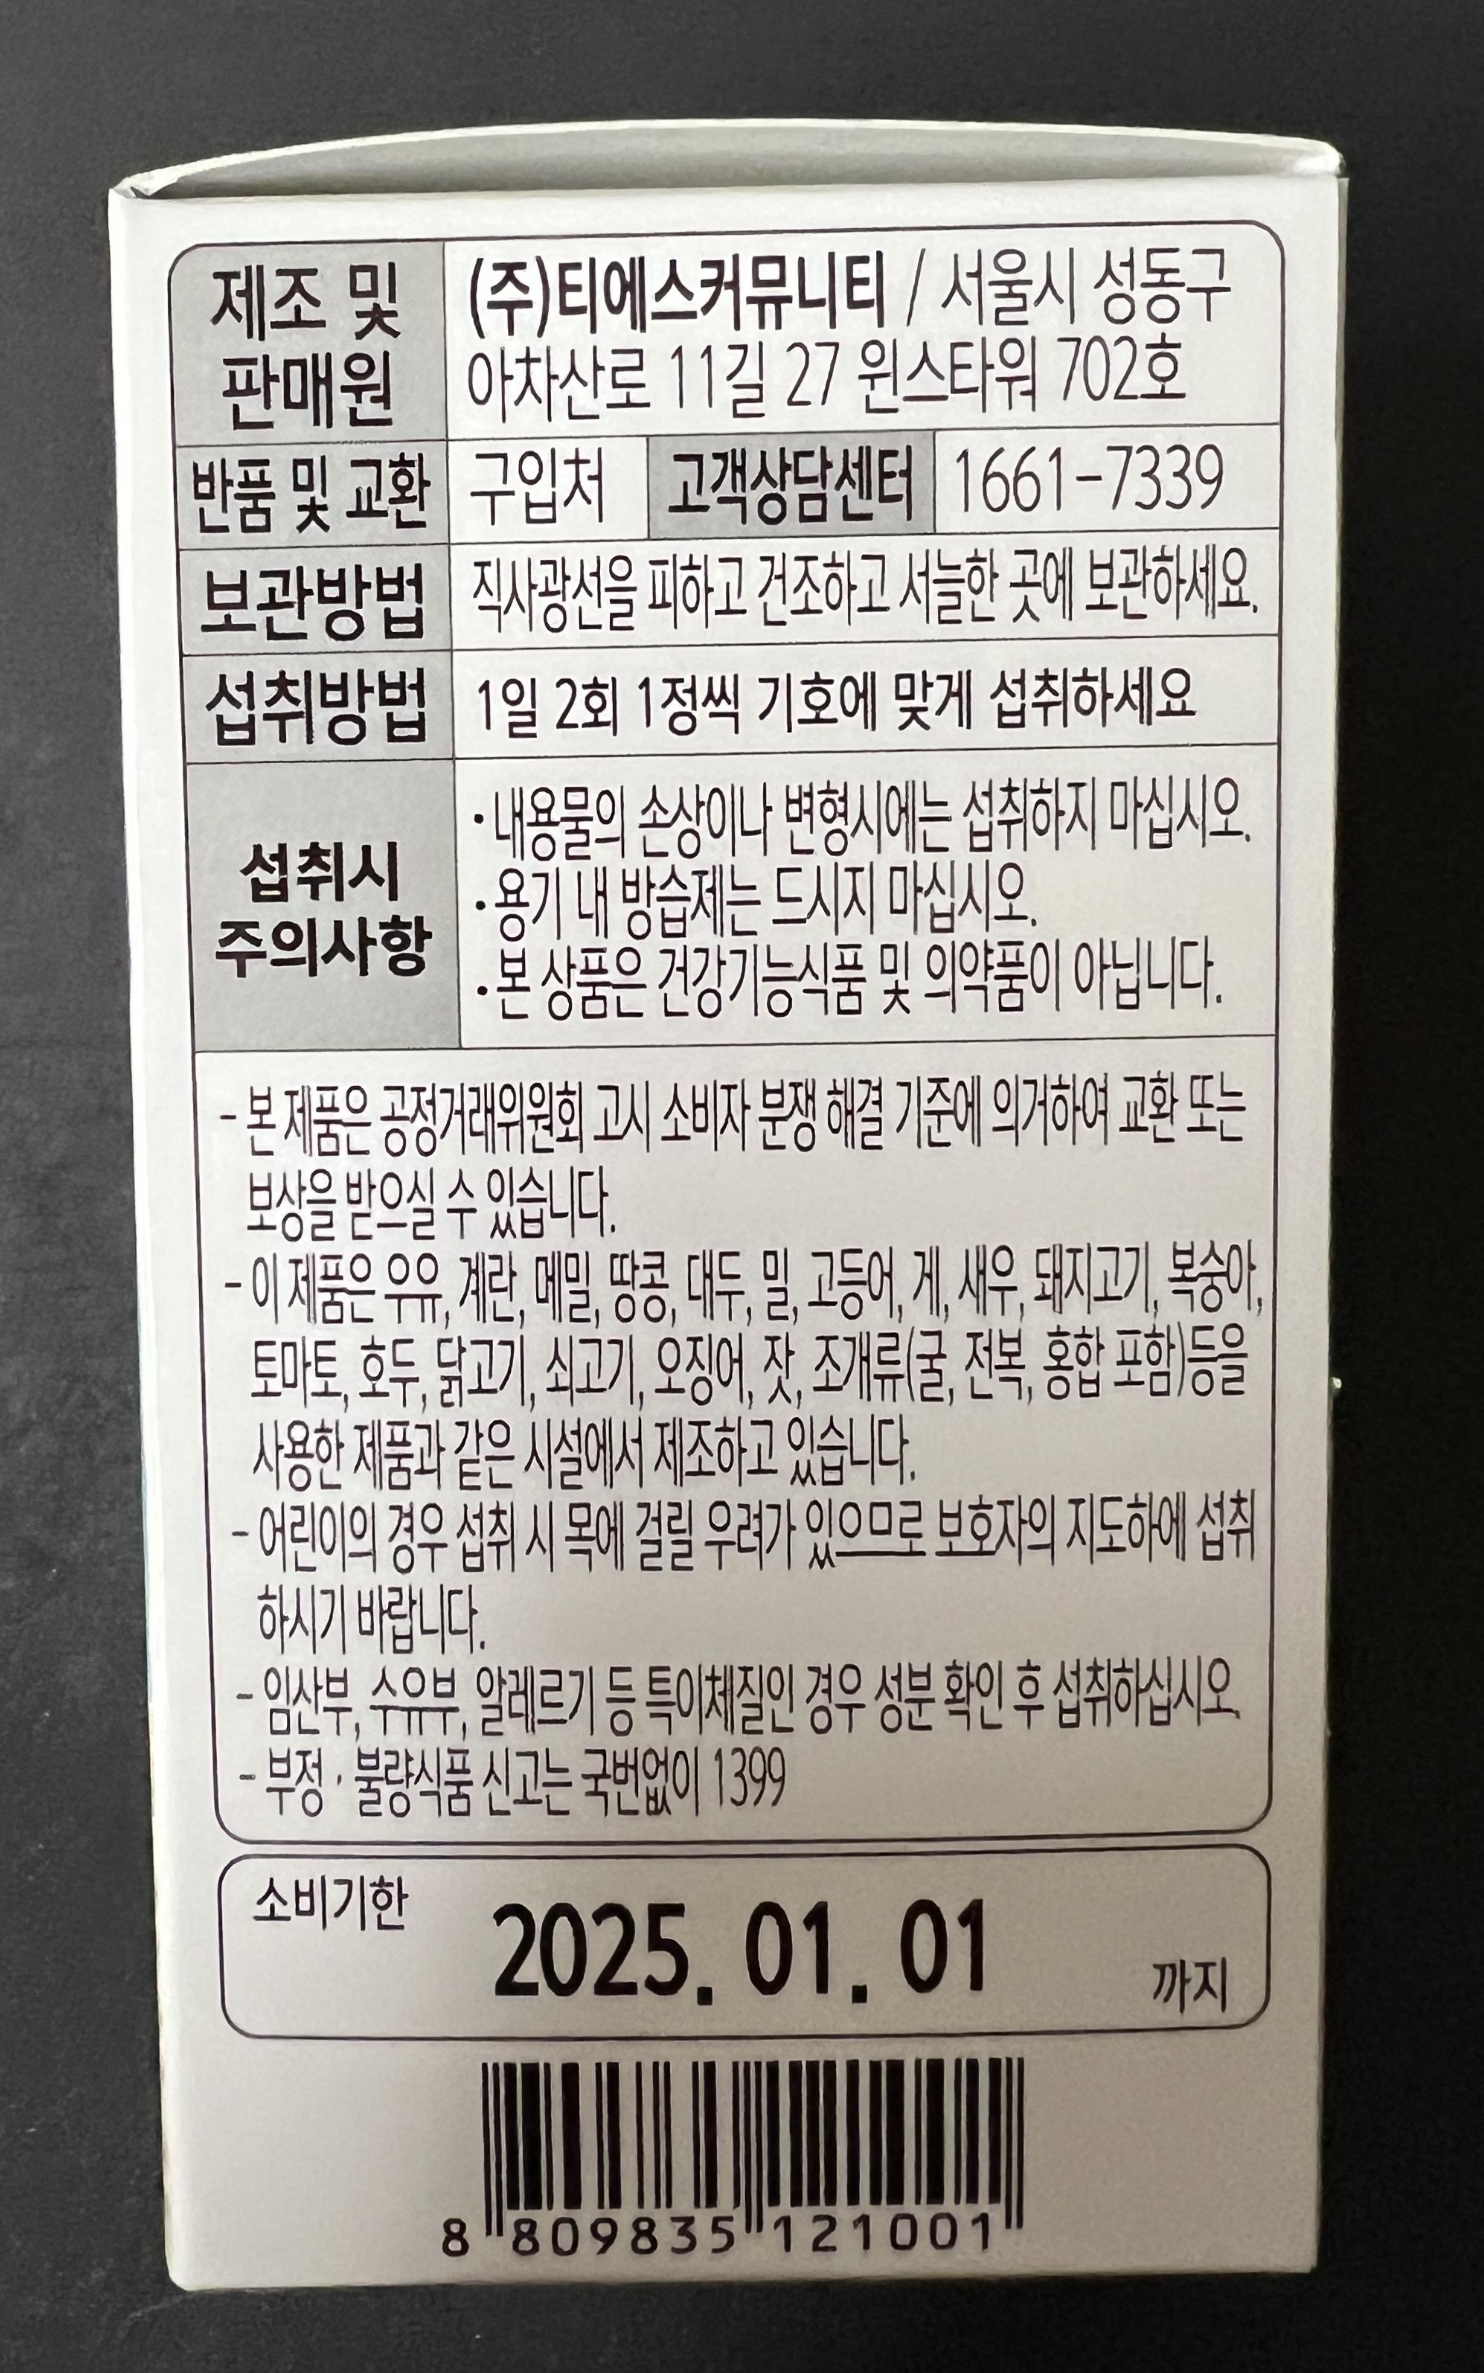 제조 및
판매원
(주)티에스커뮤니티 / 서울시 성동구
아차산로 11길 27 윈스타워 702호
반품 및 교환 구입처 고객상담센터 1661-7339
보관방법 직사광선을 피하고 건조하고 서늘한 곳에 보관하세요.
섭취방법 1일 2회 1정씩 기호에 맞게 섭취하세요
섭취시
주의사항
·내용물의 손상이나 변형시에는 섭취하지 마십시오.
·용기 내 방습제는 드시지 마십시오.
·본 상품은 건강기능식품 및 의약품이 아닙니다.
- 본 제품은 공정거래위원회 고시 소비자 분쟁 해결 기준에 의거하여 교환 또는
보상을 받으실 수 있습니다.
- 이 제품은 우유, 계란, 메밀, 땅콩, 대두, 밀, 고등어, 게, 새우, 돼지고기, 복숭아,
토마토, 호두, 닭고기, 쇠고기, 오징어, 잣, 조개류(굴, 전복, 홍합 포함)등을
사용한 제품과 같은 시설에서 제조하고 있습니다.
- 어린이의 경우 섭취 시 목에 걸릴 우려가 있으므로 보호자의 지도하에 섭취
하시기 바랍니다.
- 임산부, 수유부, 알레르기 등 특이체질인 경우 성분 확인 후 섭취하십시오.
- 부정 · 불량식품 신고는 국번없이 1399
소비기한
2025. 01. 01
까지
8 809835 121001